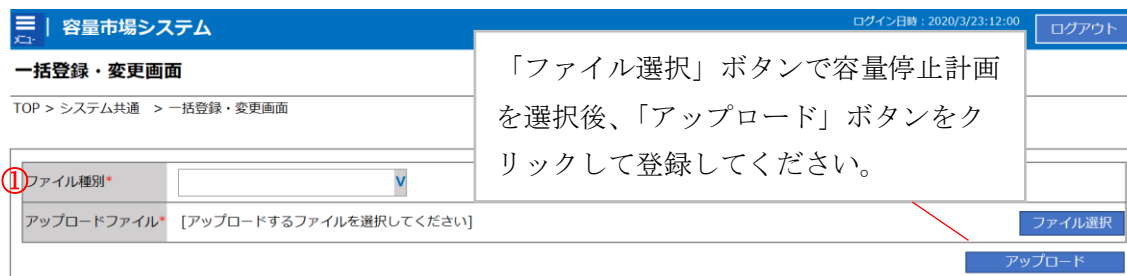 メニュー
容量市場システム
ログイン日時：2020/3/23:12:00
ログアウト
一括登録・変更画面
TOP > システム共通 > 一括登録・変更画面
「ファイル選択」ボタンで容量停止計画
を選択後、「アップロード」ボタンをク
リックして登録してください。
①
ファイル種別*
V
アップロードファイル* [アップロードするファイルを選択してください]
ファイル選択
アップロード